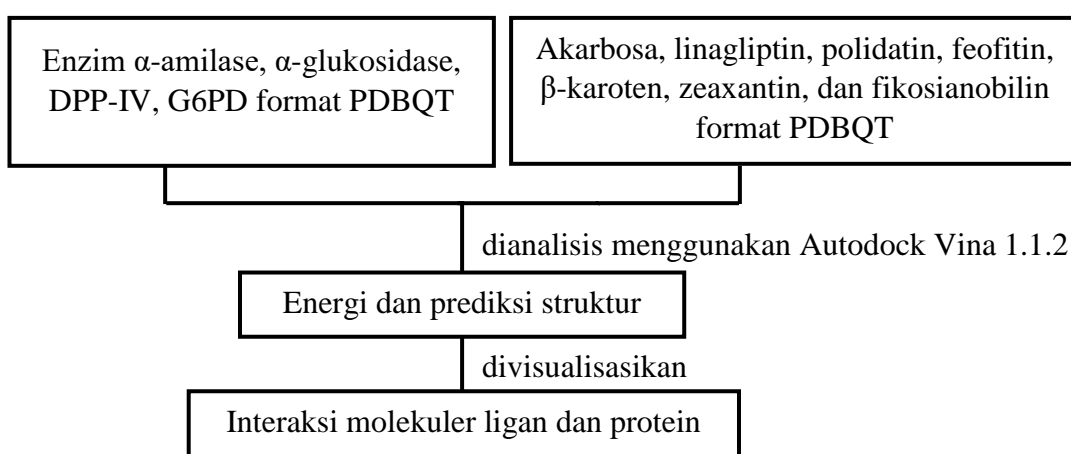 Enzim α-amilase, α-glukosidase,
DPP-IV, G6PD format PDBQT
Akarbosa, linagliptin, polidatin, feofitin,
β-karoten, zeaxantin, dan fikosianobilin
format PDBQT
dianalisis menggunakan Autodock Vina 1.1.2
Energi dan prediksi struktur
divisualisasikan
Interaksi molekuler ligan dan protein